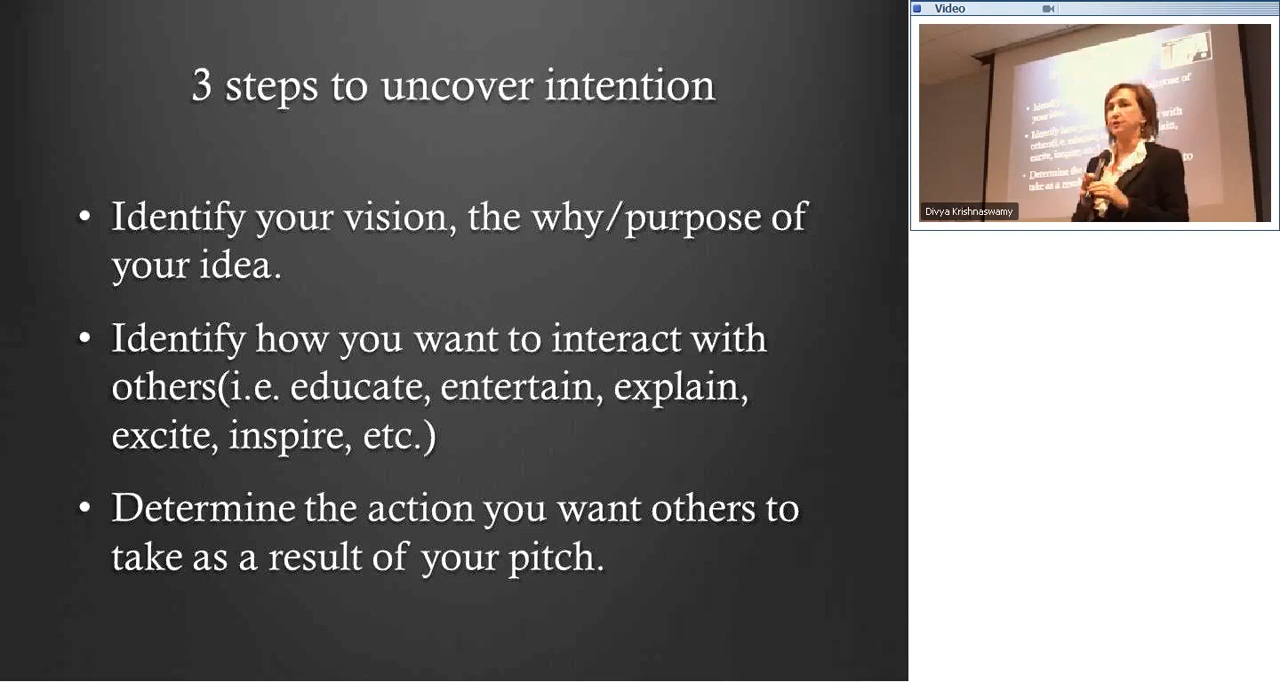 3 steps to uncover intention
• Identify your vision, the why/purpose of
your idea.
• Identify how you want to interact with
others(i.e. educate, entertain, explain,
excite, inspire, etc.)
• Determine the action you want others to
take as a result of your pitch.
Video
Divya Krishnaswamy